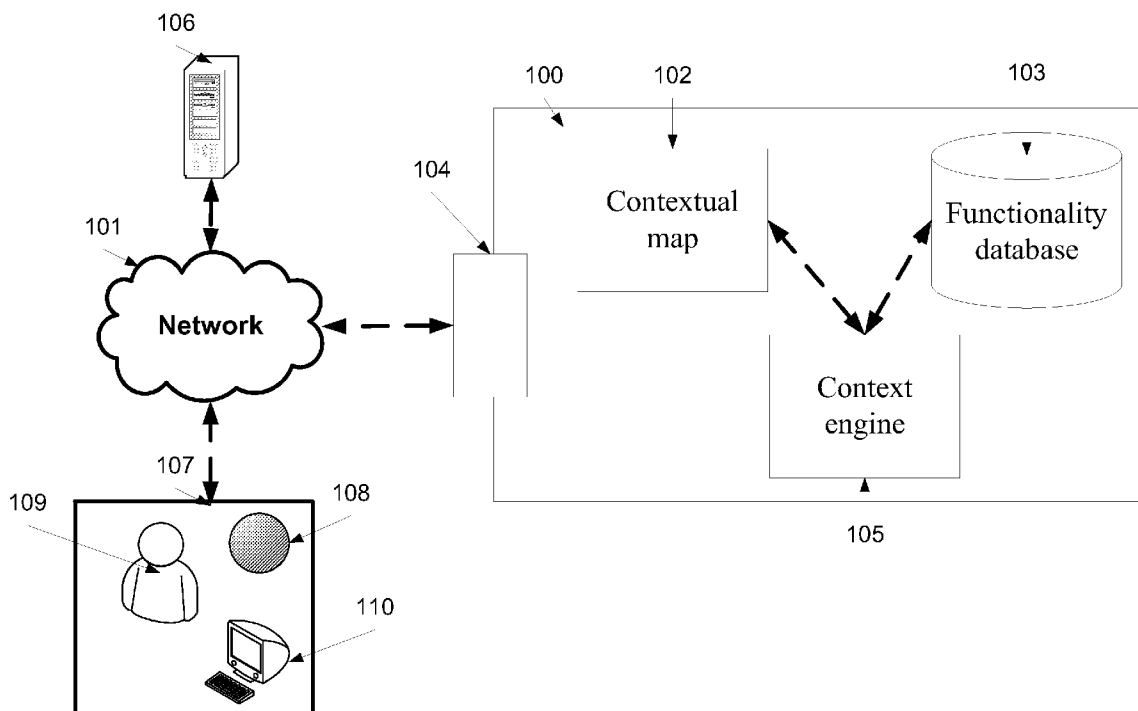 106
100
102
103
104
101
Contextual
map
Functionality
database
Network
Context
engine
107
109
108
105
110